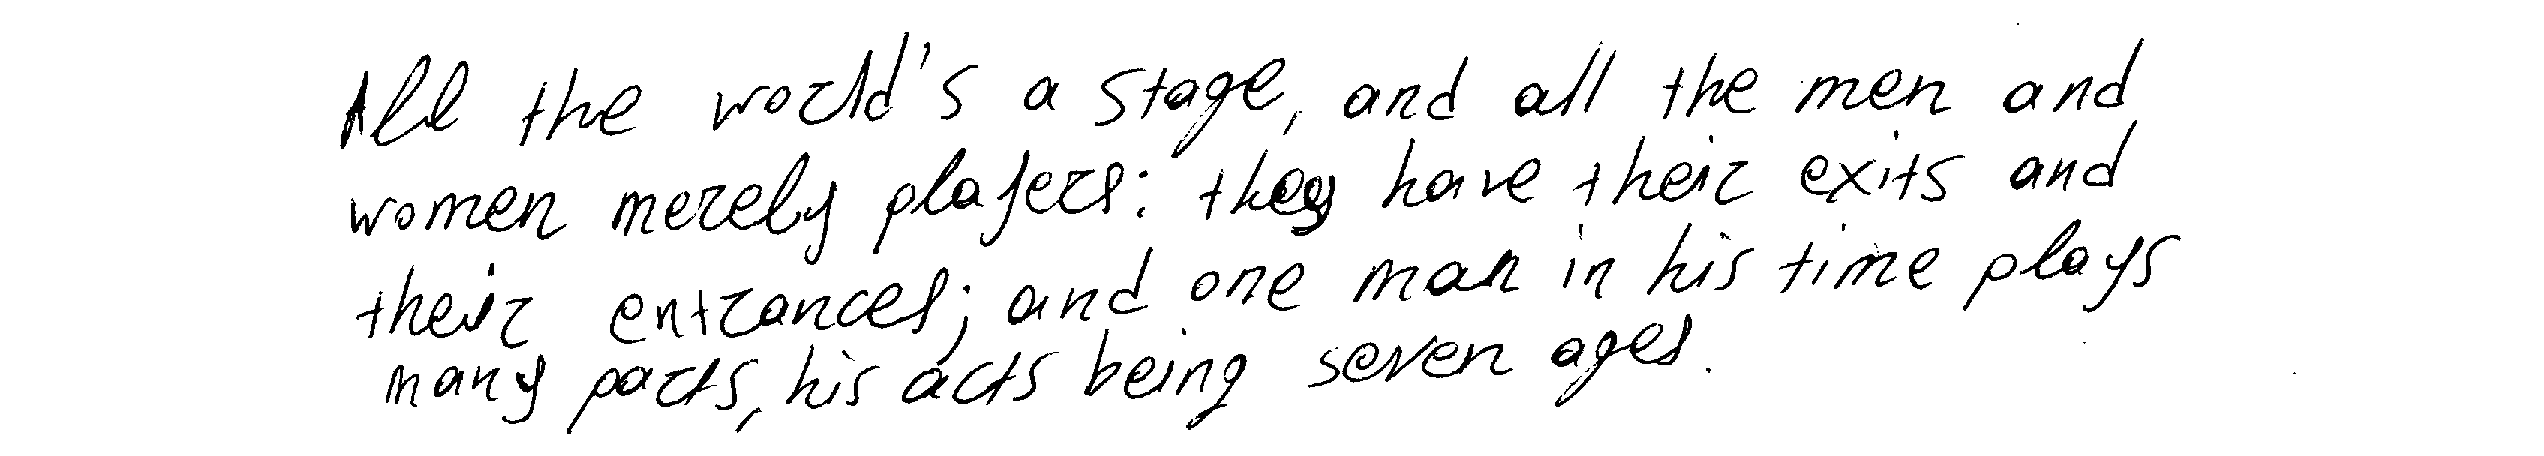 All the world's a stage, and all the men and
women merely players: they have their exits and
their entrances; and one man in his time plays
many parts, his acts being seven ages.